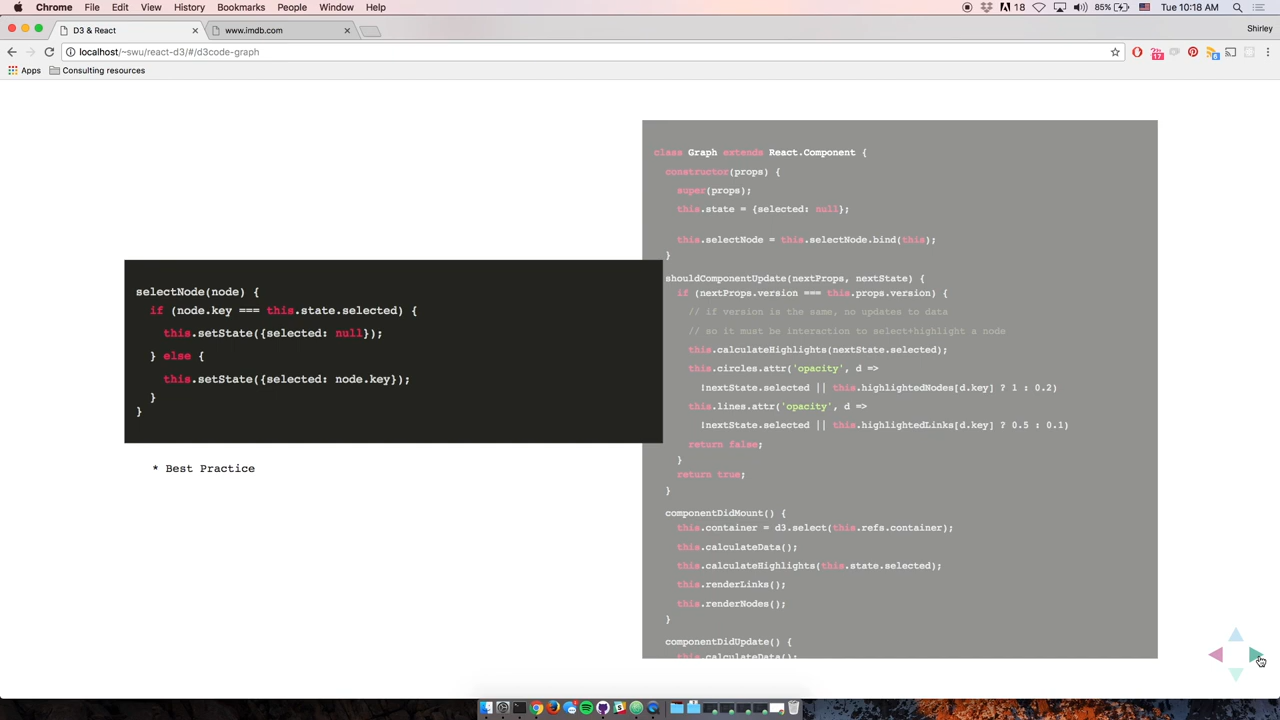 Chrome File Edit View History Bookmarks People Window Help
18 85% Tue 10:18 AM
D3 & React
www.imdb.com
Shirley
localhost/~swu/react-d3/#/d3code-graph
Apps Consulting resources
selectNode(node) {
if (node.key === this.state.selected) {
this.setState({selected: null});
} else {
this.setState({selected: node.key});
}
}
* Best Practice
class Graph extends React.Component {
constructor(props) {
super(props);
this.state = {selected: null};
this.selectNode = this.selectNode.bind(this);
}
shouldComponentUpdate(nextProps, nextState) {
if (nextProps.version === this.props.version) {
// if version is the same, no updates to data
// so it must be interaction to select+highlight a node
this.calculateHighlights(nextState.selected);
this.circles.attr('opacity', d =>
!nextState.selected || this.highlightedNodes[d.key] ? 1 : 0.2)
this.lines.attr('opacity', d =>
!nextState.selected || this.highlightedLinks[d.key] ? 0.5 : 0.1)
return false;
}
return true;
}
componentDidMount() {
this.container = d3.select(this.refs.container);
this.calculateData();
this.calculateHighlights(this.state.selected);
this.renderLinks();
this.renderNodes();
}
componentDidUpdate() {
this.calculateData();